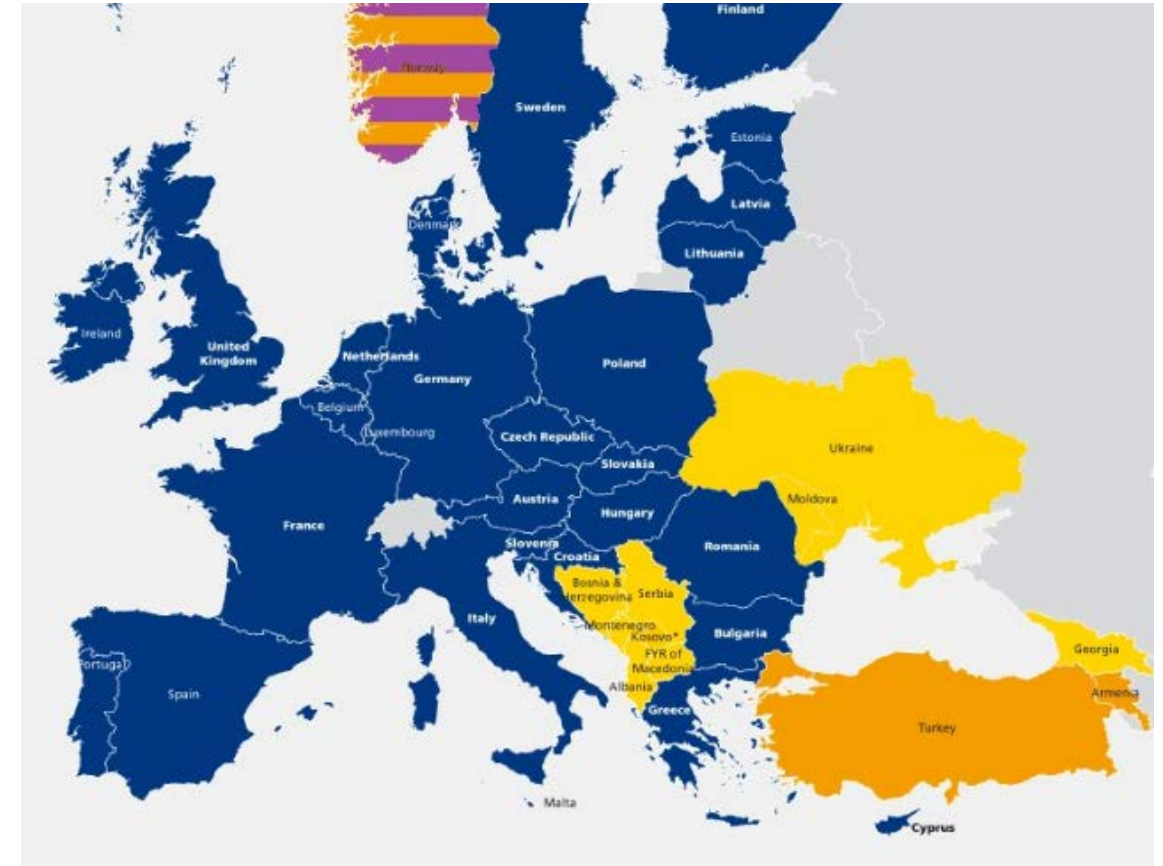 Finland
Norway
Sweden
Estonia
Latvia
Denmark
Lithuania
Ireland
United
Kingdom
Netherlands
Poland
Germany
Belgium
Luxembourg
Czech Republic
Ukraine
Slovakia
Austria
Moldova
Hungary
France
Slovenia
Romania
Croatia
Bosnia &
Herzegovina
Serbia
Italy
Montenegro
Kosovo*
Bulgaria
FYR of
Macedonia
Georgia
Portugal
Spain
Albania
Armenia
Greece
Turkey
Malta
Cyprus